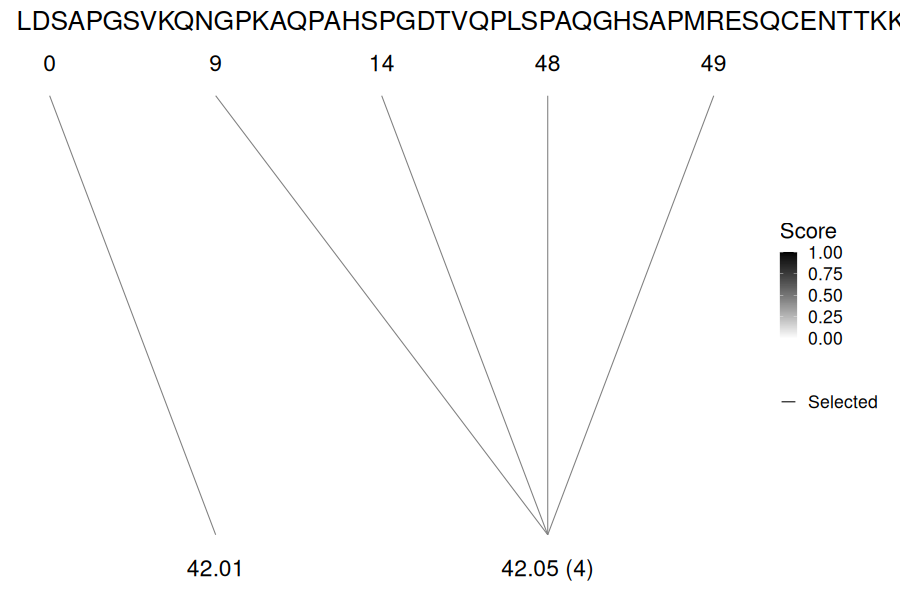 LDSAPGSVKQNGPKAQPAHSPGDTVQPLSPAQGHSAPMRESQCENTTKK
0 9 14 48 49
Score
1.00
0.75
0.50
0.25
0.00
Selected
42.01 42.05 (4)